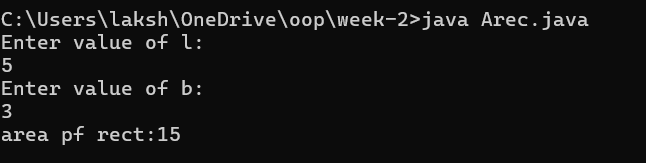 C:\Users\laksh\OneDrive\oop\week-2>java Arec.java
Enter value of l:
5
Enter value of b:
3
area pf rect:15